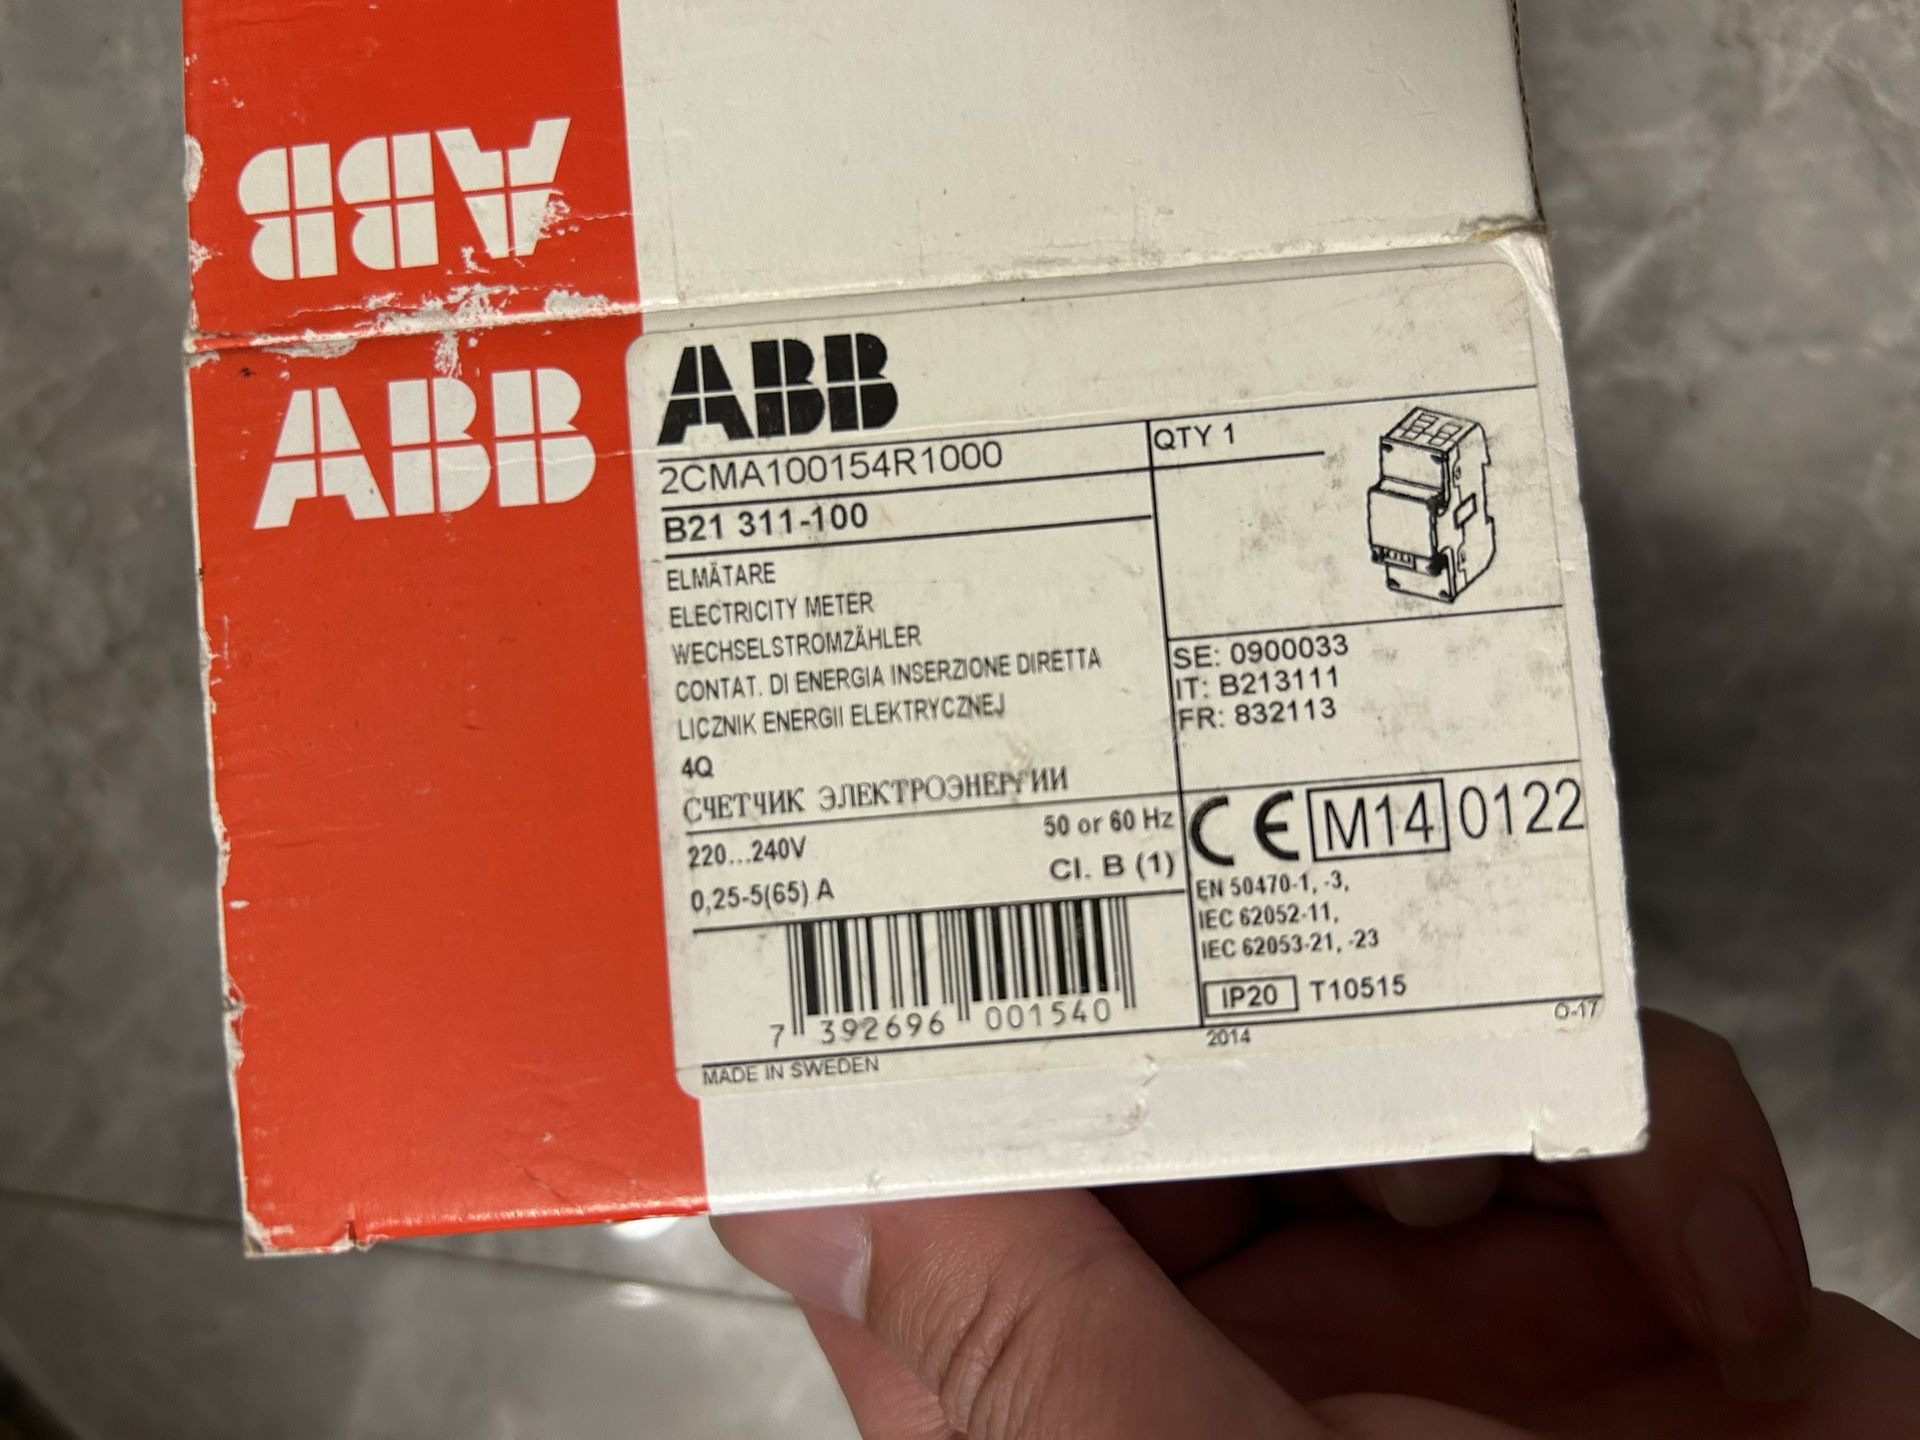 ABB
ABB
ABB
2CMA100154R1000
QTY 1
B21 311-100
ELMÄTARE
ELECTRICITY METER
WECHSELSTROMZÄHLER
CONTAT. DI ENERGIA INSERZIONE DIRETTA
LICZNIK ENERGII ELEKTRYCZNEJ
4Q
СЧЕТЧИК ЭЛЕКТРОЭНЕРГИИ
220...240V
50 or 60 Hz
0,25-5(65) A
Cl. B (1)
7 392696 001540
MADE IN SWEDEN
SE: 0900033
IT: B213111
FR: 832113
CE M14 0122
EN 50470-1, -3,
IEC 62052-11,
IEC 62053-21, -23
IP20 T10515
2014
O-17